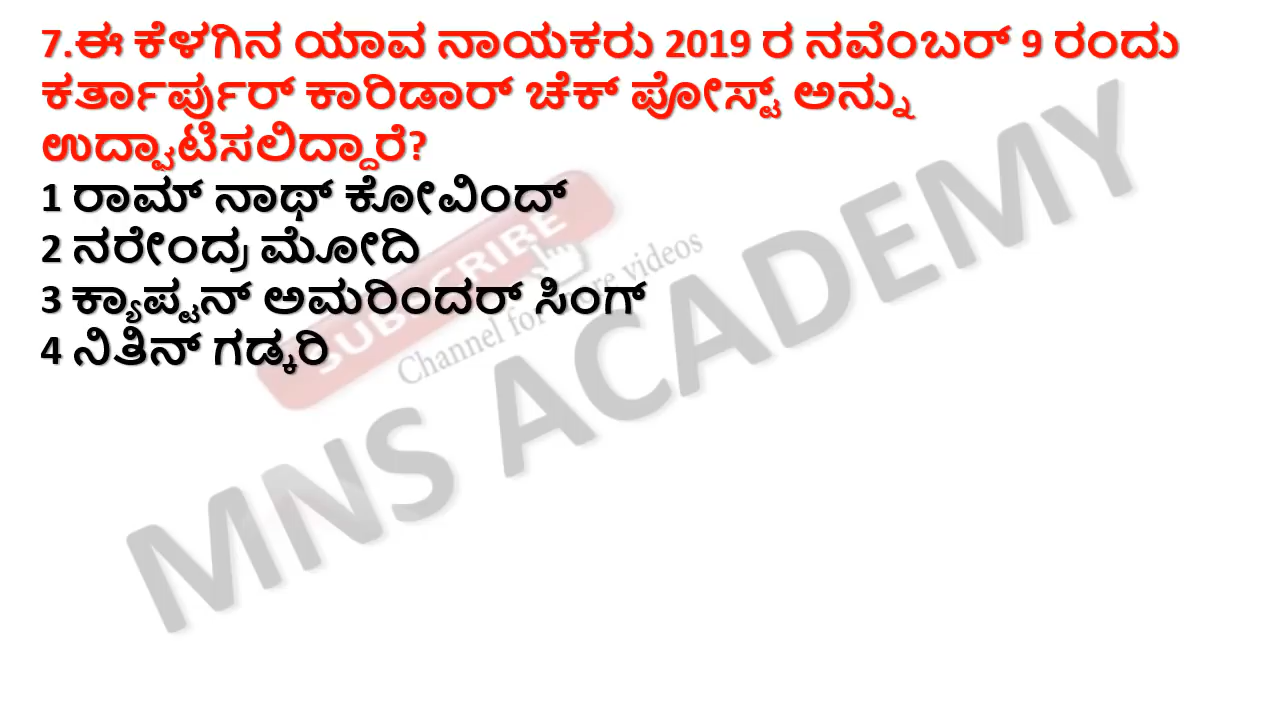 7.ಈ ಕೆಳಗಿನ ಯಾವ ನಾಯಕರು 2019 ರ ನವೆಂಬರ್ 9 ರಂದು
ಕರ್ತಾರ್ಪುರ್ ಕಾರಿಡಾರ್ ಚೆಕ್ ಪೋಸ್ಟ್ ಅನ್ನು
ಉದ್ಘಾಟಿಸಲಿದ್ದಾರೆ?
1 ರಾಮ್ ನಾಥ್ ಕೋವಿಂದ್
2 ನರೇಂದ್ರ ಮೋದಿ
3 ಕ್ಯಾಪ್ಟನ್ ಅಮರಿಂದರ್ ಸಿಂಗ್
4 ನಿತಿನ್ ಗಡ್ಕರಿ
SUBSCRIBE
Channel for more videos
MNS ACADEMY